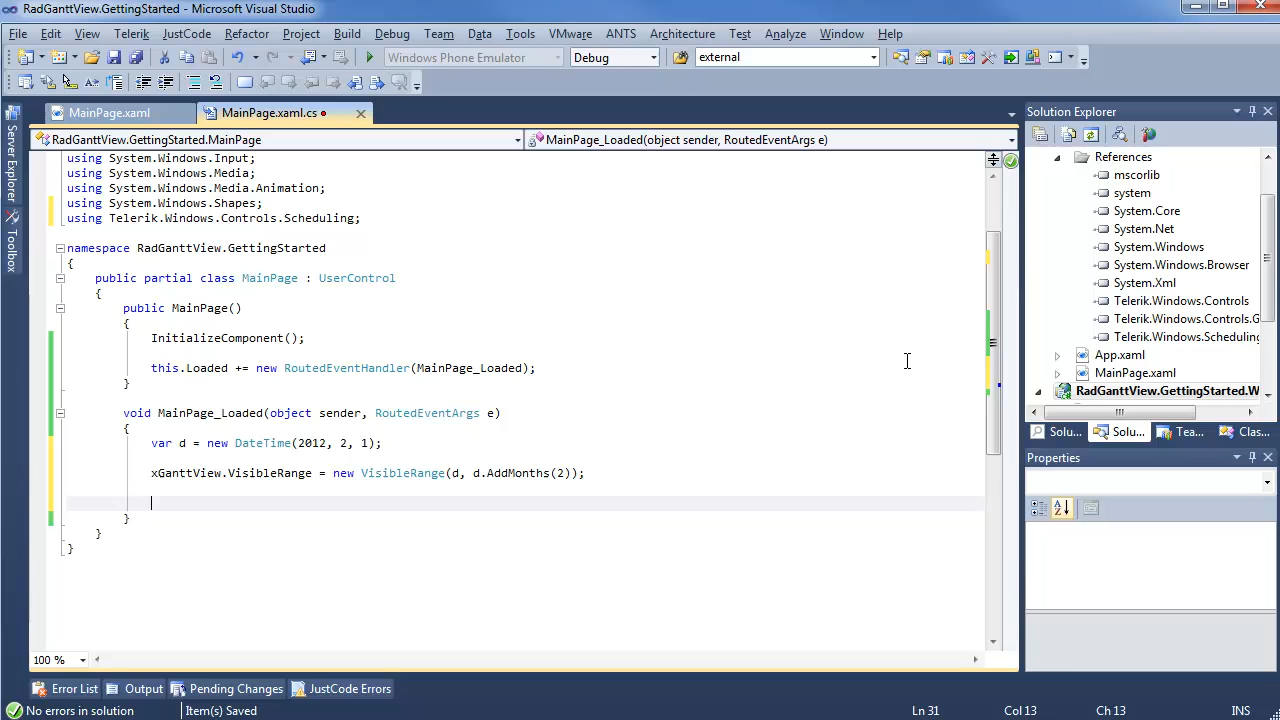 RadGanttView.GettingStarted - Microsoft Visual Studio
File Edit View Telerik JustCode Refactor Project Build Debug Team Data Tools VMware ANTS Architecture Test Analyze Window Help
Windows Phone Emulator Debug external
MainPage.xaml MainPage.xaml.cs
Solution Explorer
RadGanttView.GettingStarted.MainPage MainPage_Loaded(object sender, RoutedEventArgs e)
Server Explorer
Toolbox
using System.Windows.Input;
using System.Windows.Media;
using System.Windows.Media.Animation;
using System.Windows.Shapes;
using Telerik.Windows.Controls.Scheduling;
namespace RadGanttView.GettingStarted
{
public partial class MainPage : UserControl
{
public MainPage()
{
InitializeComponent();
this.Loaded += new RoutedEventHandler(MainPage_Loaded);
}
void MainPage_Loaded(object sender, RoutedEventArgs e)
{
var d = new DateTime(2012, 2, 1);
xGanttView.VisibleRange = new VisibleRange(d, d.AddMonths(2));
}
}
}
100 %
References
mscorlib
system
System.Core
System.Net
System.Windows
System.Windows.Browser
System.Xml
Telerik.Windows.Controls
Telerik.Windows.Controls.G
Telerik.Windows.Scheduling
App.xaml
MainPage.xaml
RadGanttView.GettingStarted.W
Solu... Solu... Tea... Clas...
Properties
Error List Output Pending Changes JustCode Errors
No errors in solution Item(s) Saved Ln 31 Col 13 Ch 13 INS